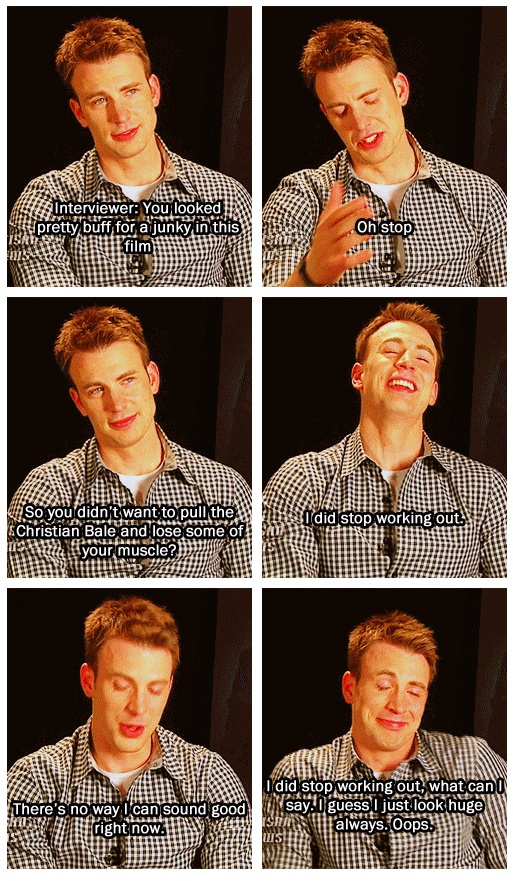 Interviewer: You looked
pretty buff for a junky in this
film
Oh stop
So you didn't want to pull the
Christian Bale and lose some of
your muscle?
I did stop working out.
There's no way I can sound good
right now.
I did stop working out, what can I
say. I guess I just look huge
always. Oops.